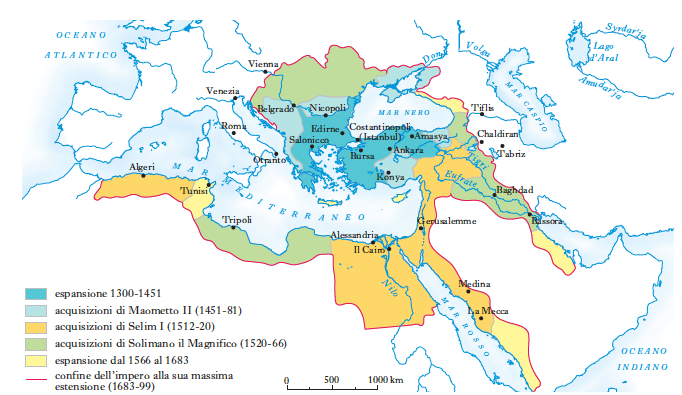 OCEANO
ATLANTICO
Vienna
Don
Volga
Syrdar'ja
Lago
d'Aral
Amudarja
Venezia
Belgrado
Nicopoli
MAR NERO
MAR CASPIO
Tiflis
Roma
Edirne
Costantinopoli
(Istanbul)
Amasya
Chaldiran
Salonicco
Otranto
Bursa
Ankara
Tigri
Tabriz
Algeri
MAR MEDITERRANEO
Tunisi
Konya
Eufrate
Baghdad
Tripoli
Gerusalemme
Bassora
Alessandria
Il Cairo
Nilo
Medina
MAR ROSSO
La Mecca
OCEANO
INDIANO
espansione 1300-1451
acquisizioni di Maometto II (1451-81)
acquisizioni di Selim I (1512-20)
acquisizioni di Solimano il Magnifico (1520-66)
espansione dal 1566 al 1683
confine dell'impero alla sua massima
estensione (1683-99)
0 500 1000 km